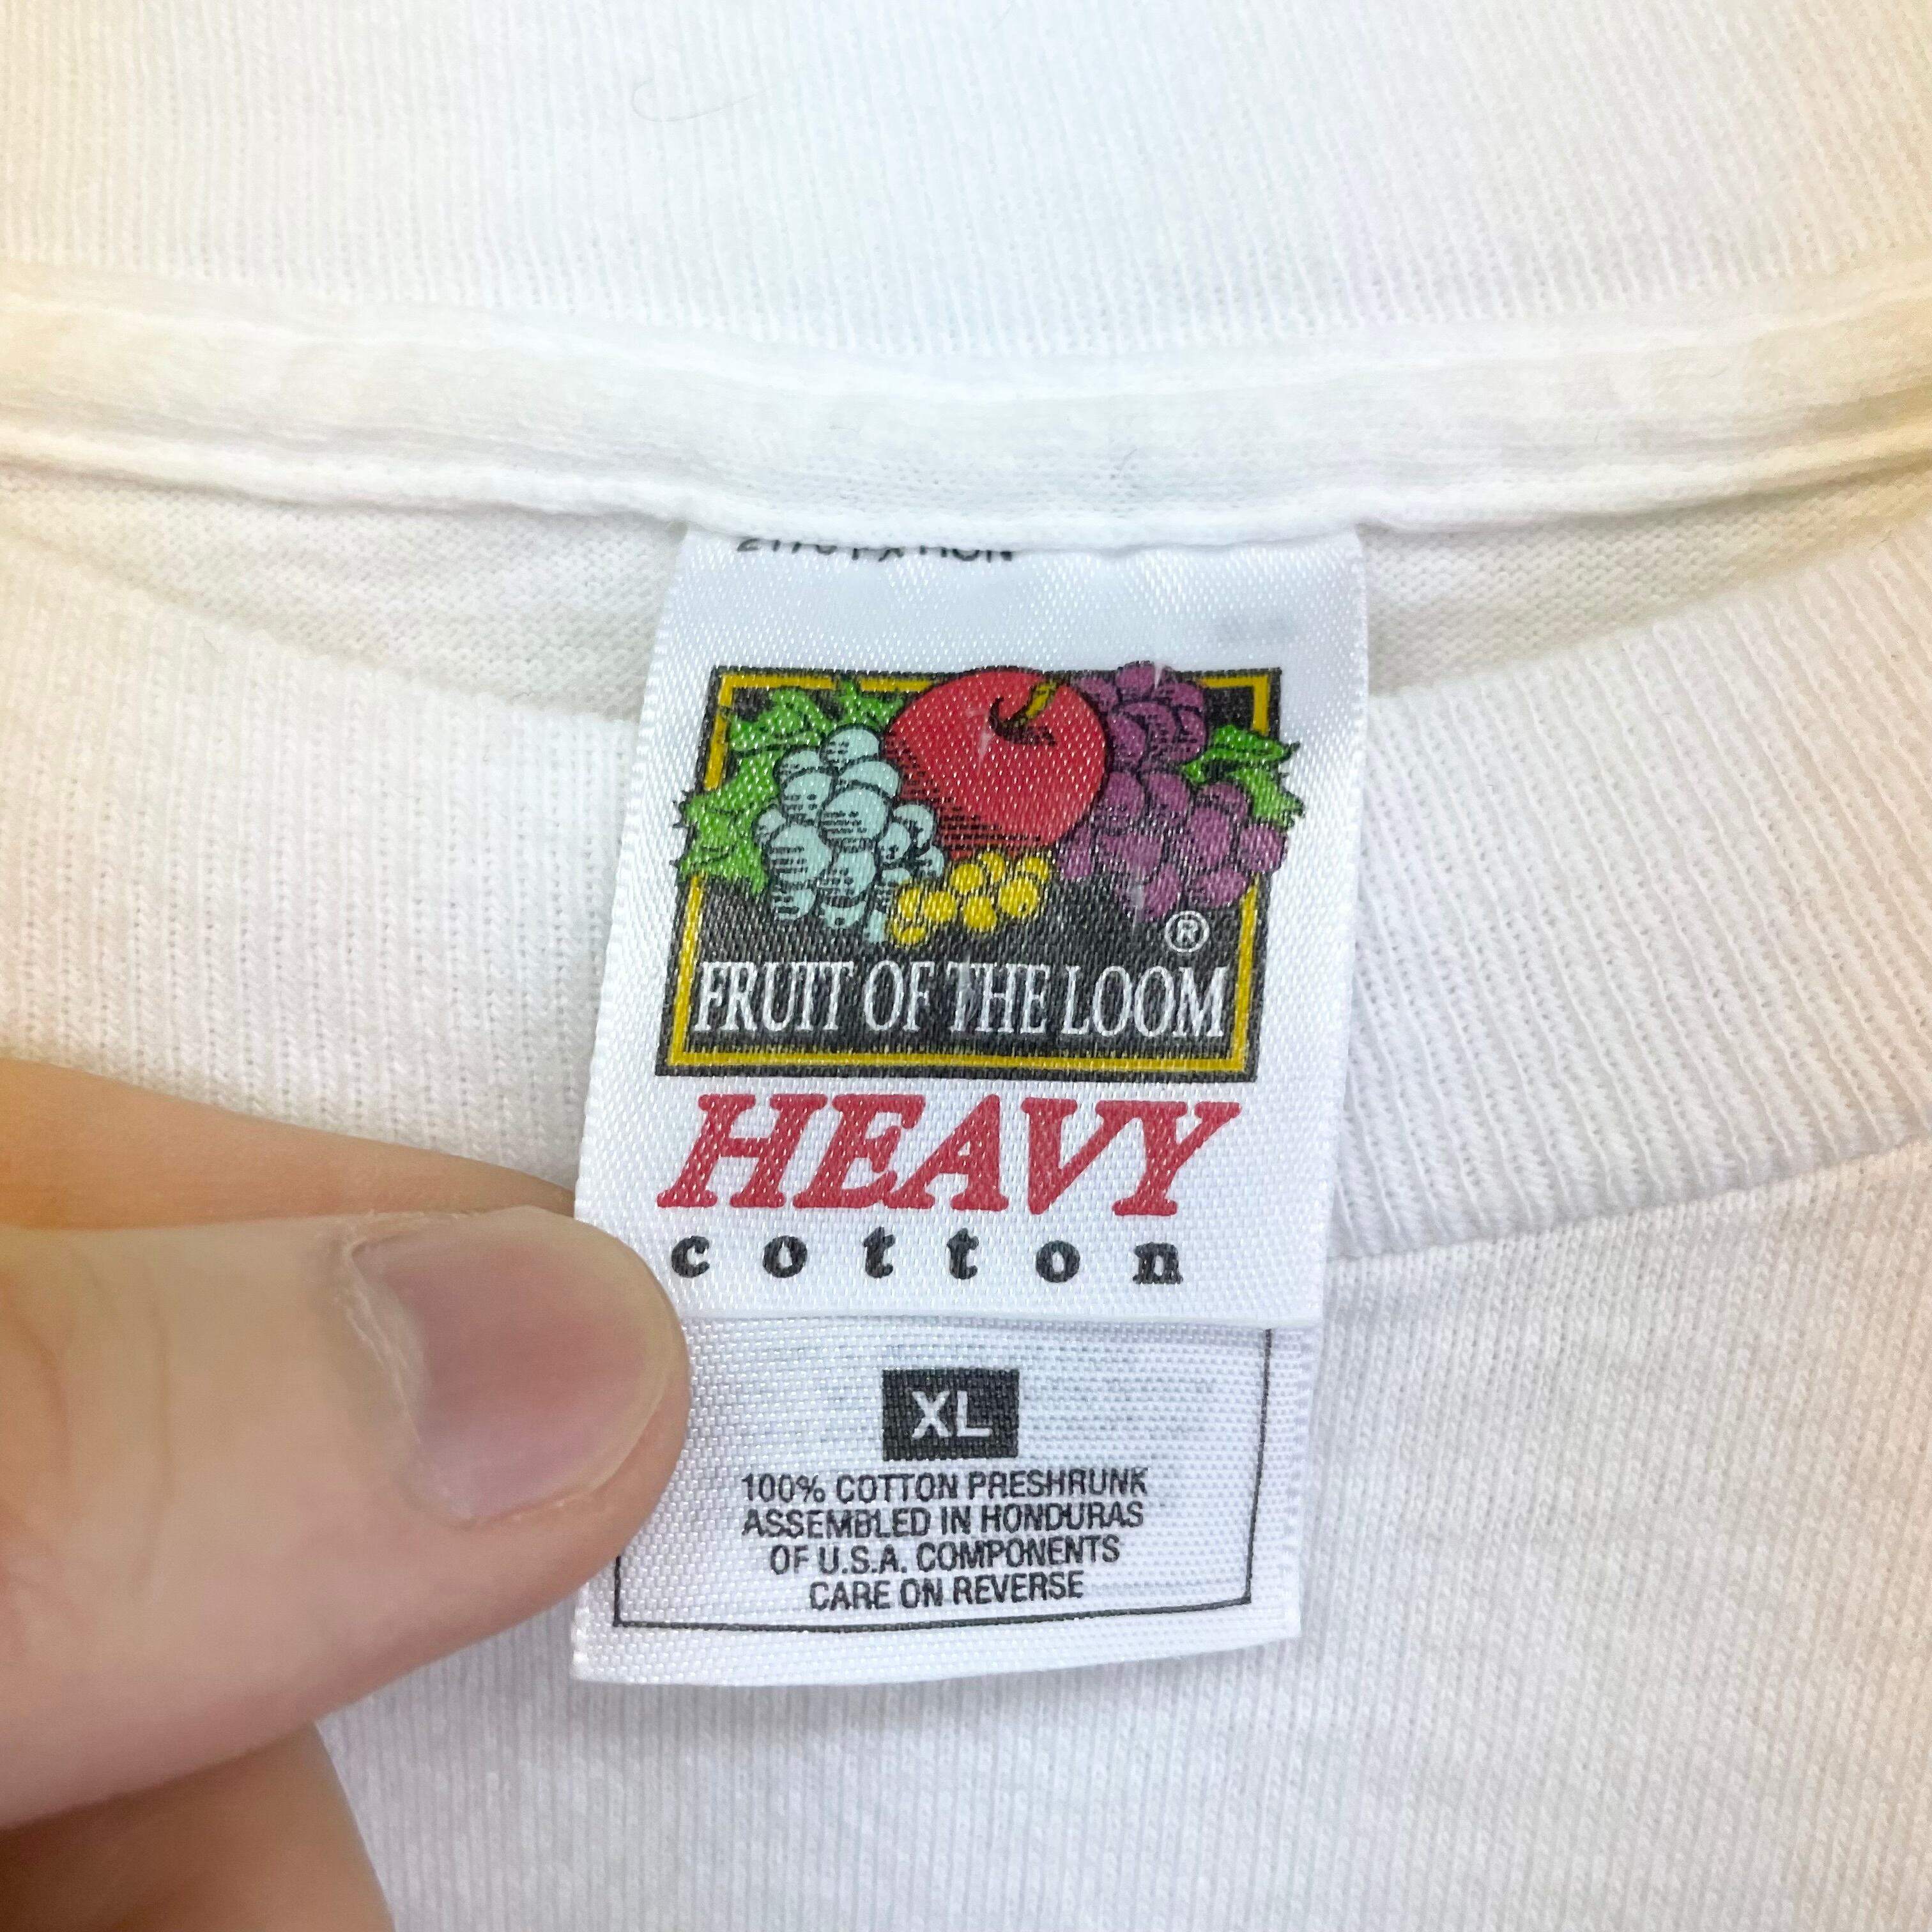 ®
FRUIT OF THE LOOM
HEAVY
cotton
XL
100% COTTON PRESHRUNK
ASSEMBLED IN HONDURAS
OF U.S.A. COMPONENTS
CARE ON REVERSE